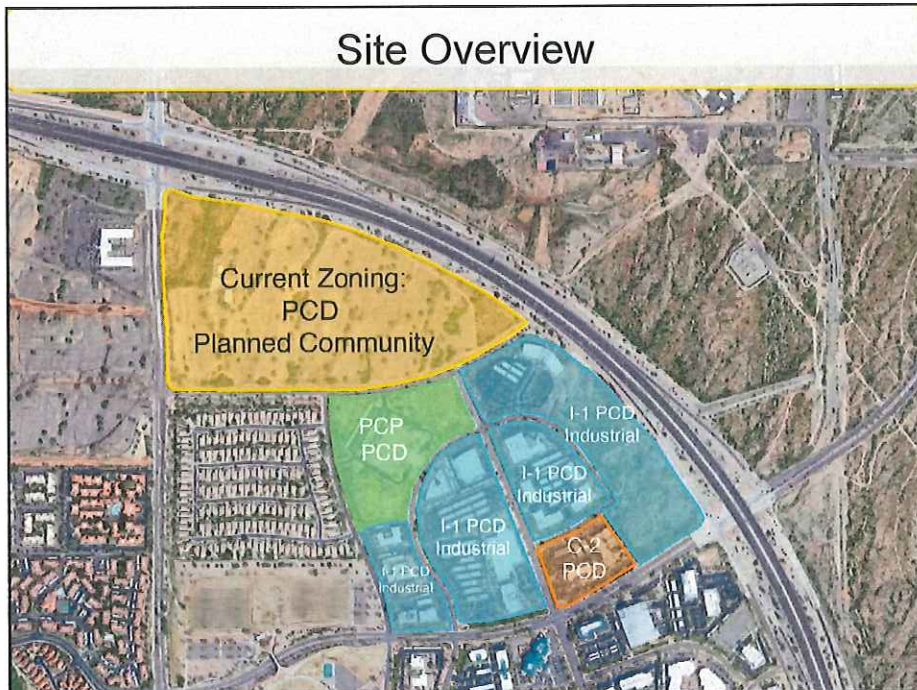 Site Overview
Current Zoning:
PCD
Planned Community
PCP
PCD
I-1 PCD
Industrial
I-1 PCD
Industrial
I-1 PCD
Industrial
I-1 PCD
Industrial
C-2
PCD